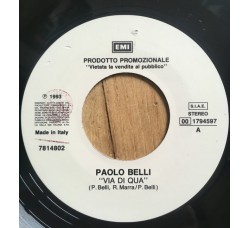 EMI
PRODOTTO PROMOZIONALE
"Vietata la vendita al pubblico"
℗ 1993
Made in Italy
7814802
S.I.A.E.
STEREO
00 1794597
A
PAOLO BELLI
"VIA DI QUA"
(P. Belli, R. Marra/P. Belli)